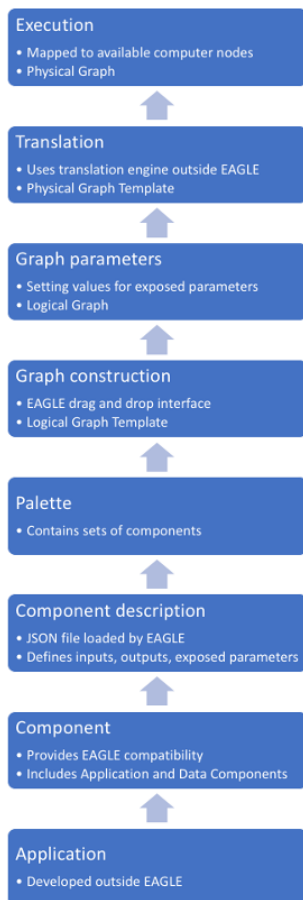 Execution
• Mapped to available computer nodes
• Physical Graph
Translation
• Uses translation engine outside EAGLE
• Physical Graph Template
Graph parameters
• Setting values for exposed parameters
• Logical Graph
Graph construction
• EAGLE drag and drop interface
• Logical Graph Template
Palette
• Contains sets of components
Component description
• JSON file loaded by EAGLE
• Defines inputs, outputs, exposed parameters
Component
• Provides EAGLE compatibility
• Includes Application and Data Components
Application
• Developed outside EAGLE